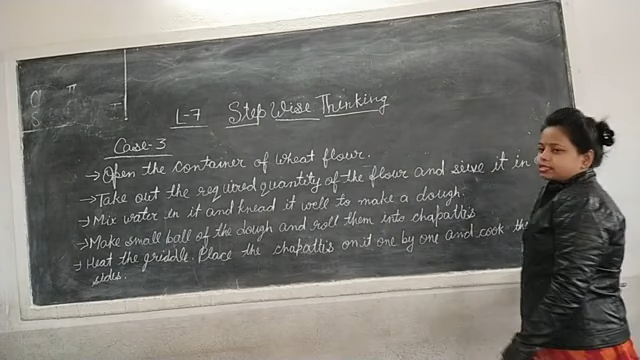 L-7 Step Wise Thinking
Case-3
→ Open the container of wheat flour.
→ Take out the required quantity of the flour and sieve it in
→ Mix water in it and knead it well to make a dough.
→ Make small ball of the dough and roll them into chapattis
→ Heat the griddle. Place the chapattis on it one by one and cook the
sides.